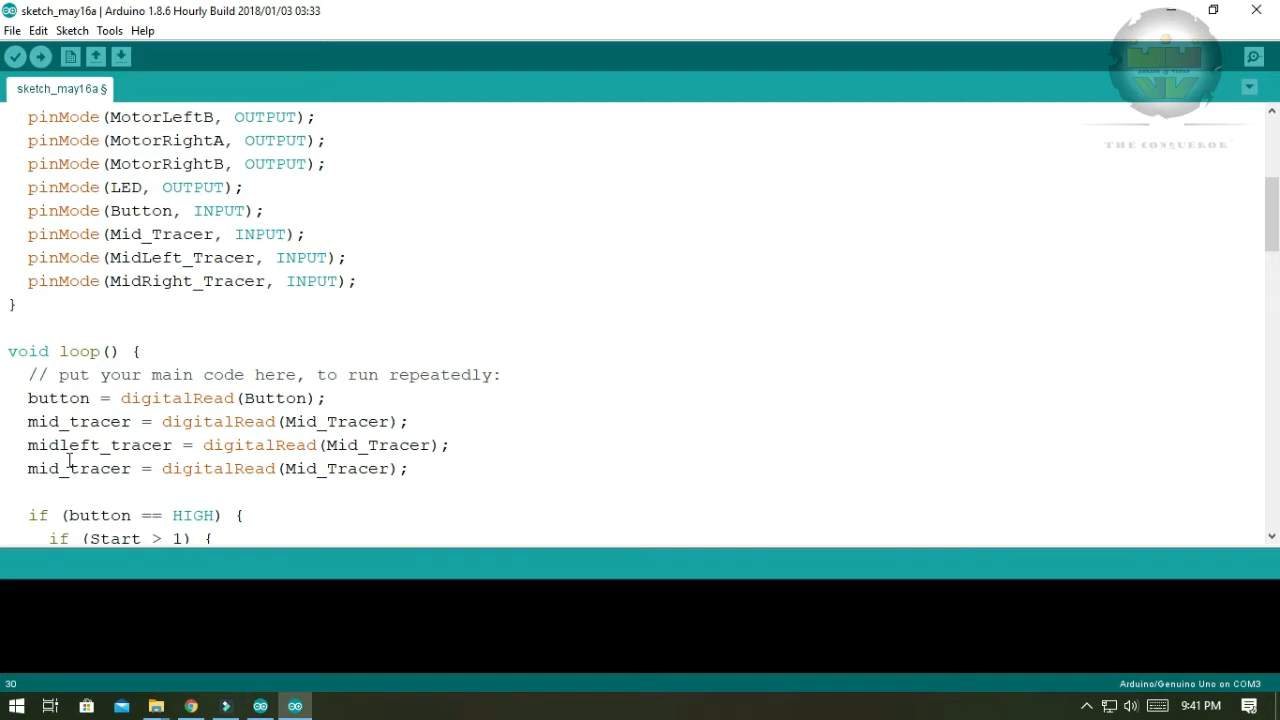 sketch_may16a | Arduino 1.8.6 Hourly Build 2018/01/03 03:33
File Edit Sketch Tools Help
sketch_may16a §
pinMode(MotorLeftB, OUTPUT);
pinMode(MotorRightA, OUTPUT);
pinMode(MotorRightB, OUTPUT);
pinMode(LED, OUTPUT);
pinMode(Button, INPUT);
pinMode(Mid_Tracer, INPUT);
pinMode(MidLeft_Tracer, INPUT);
pinMode(MidRight_Tracer, INPUT);
}
void loop() {
// put your main code here, to run repeatedly:
button = digitalRead(Button);
mid_tracer = digitalRead(Mid_Tracer);
midleft_tracer = digitalRead(Mid_Tracer);
mid_tracer = digitalRead(Mid_Tracer);
if (button == HIGH) {
if (Start > 1) {
THE CONQUEROR
30
Arduino/Genuino Uno on COM3
9:41 PM